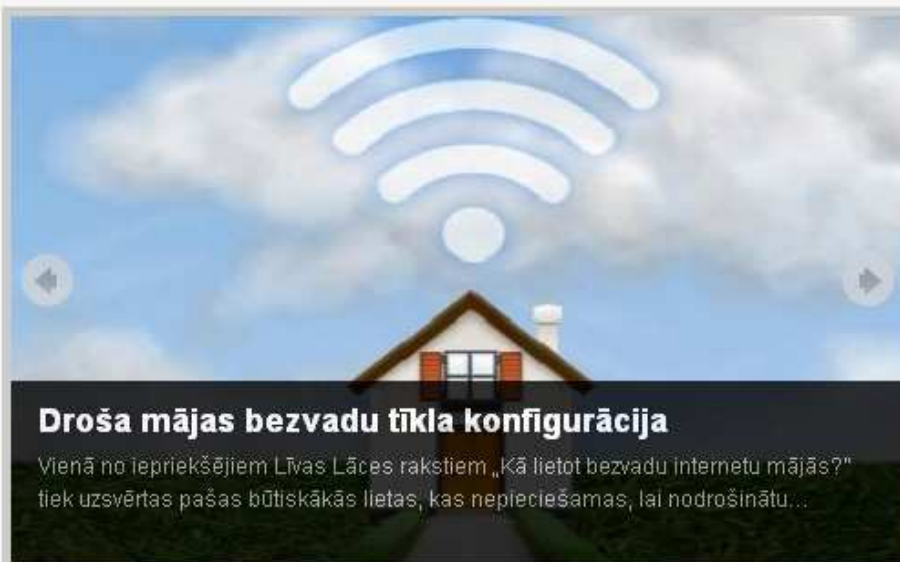 Droša mājas bezvadu tīkla konfigurācija
Vienā no iepriekšējiem Līvas Lāces rakstiem „Kā lietot bezvadu internetu mājās?"
tiek uzsvērtas pašas būtiskākās lietas, kas nepieciešamas, lai nodrošinātu...